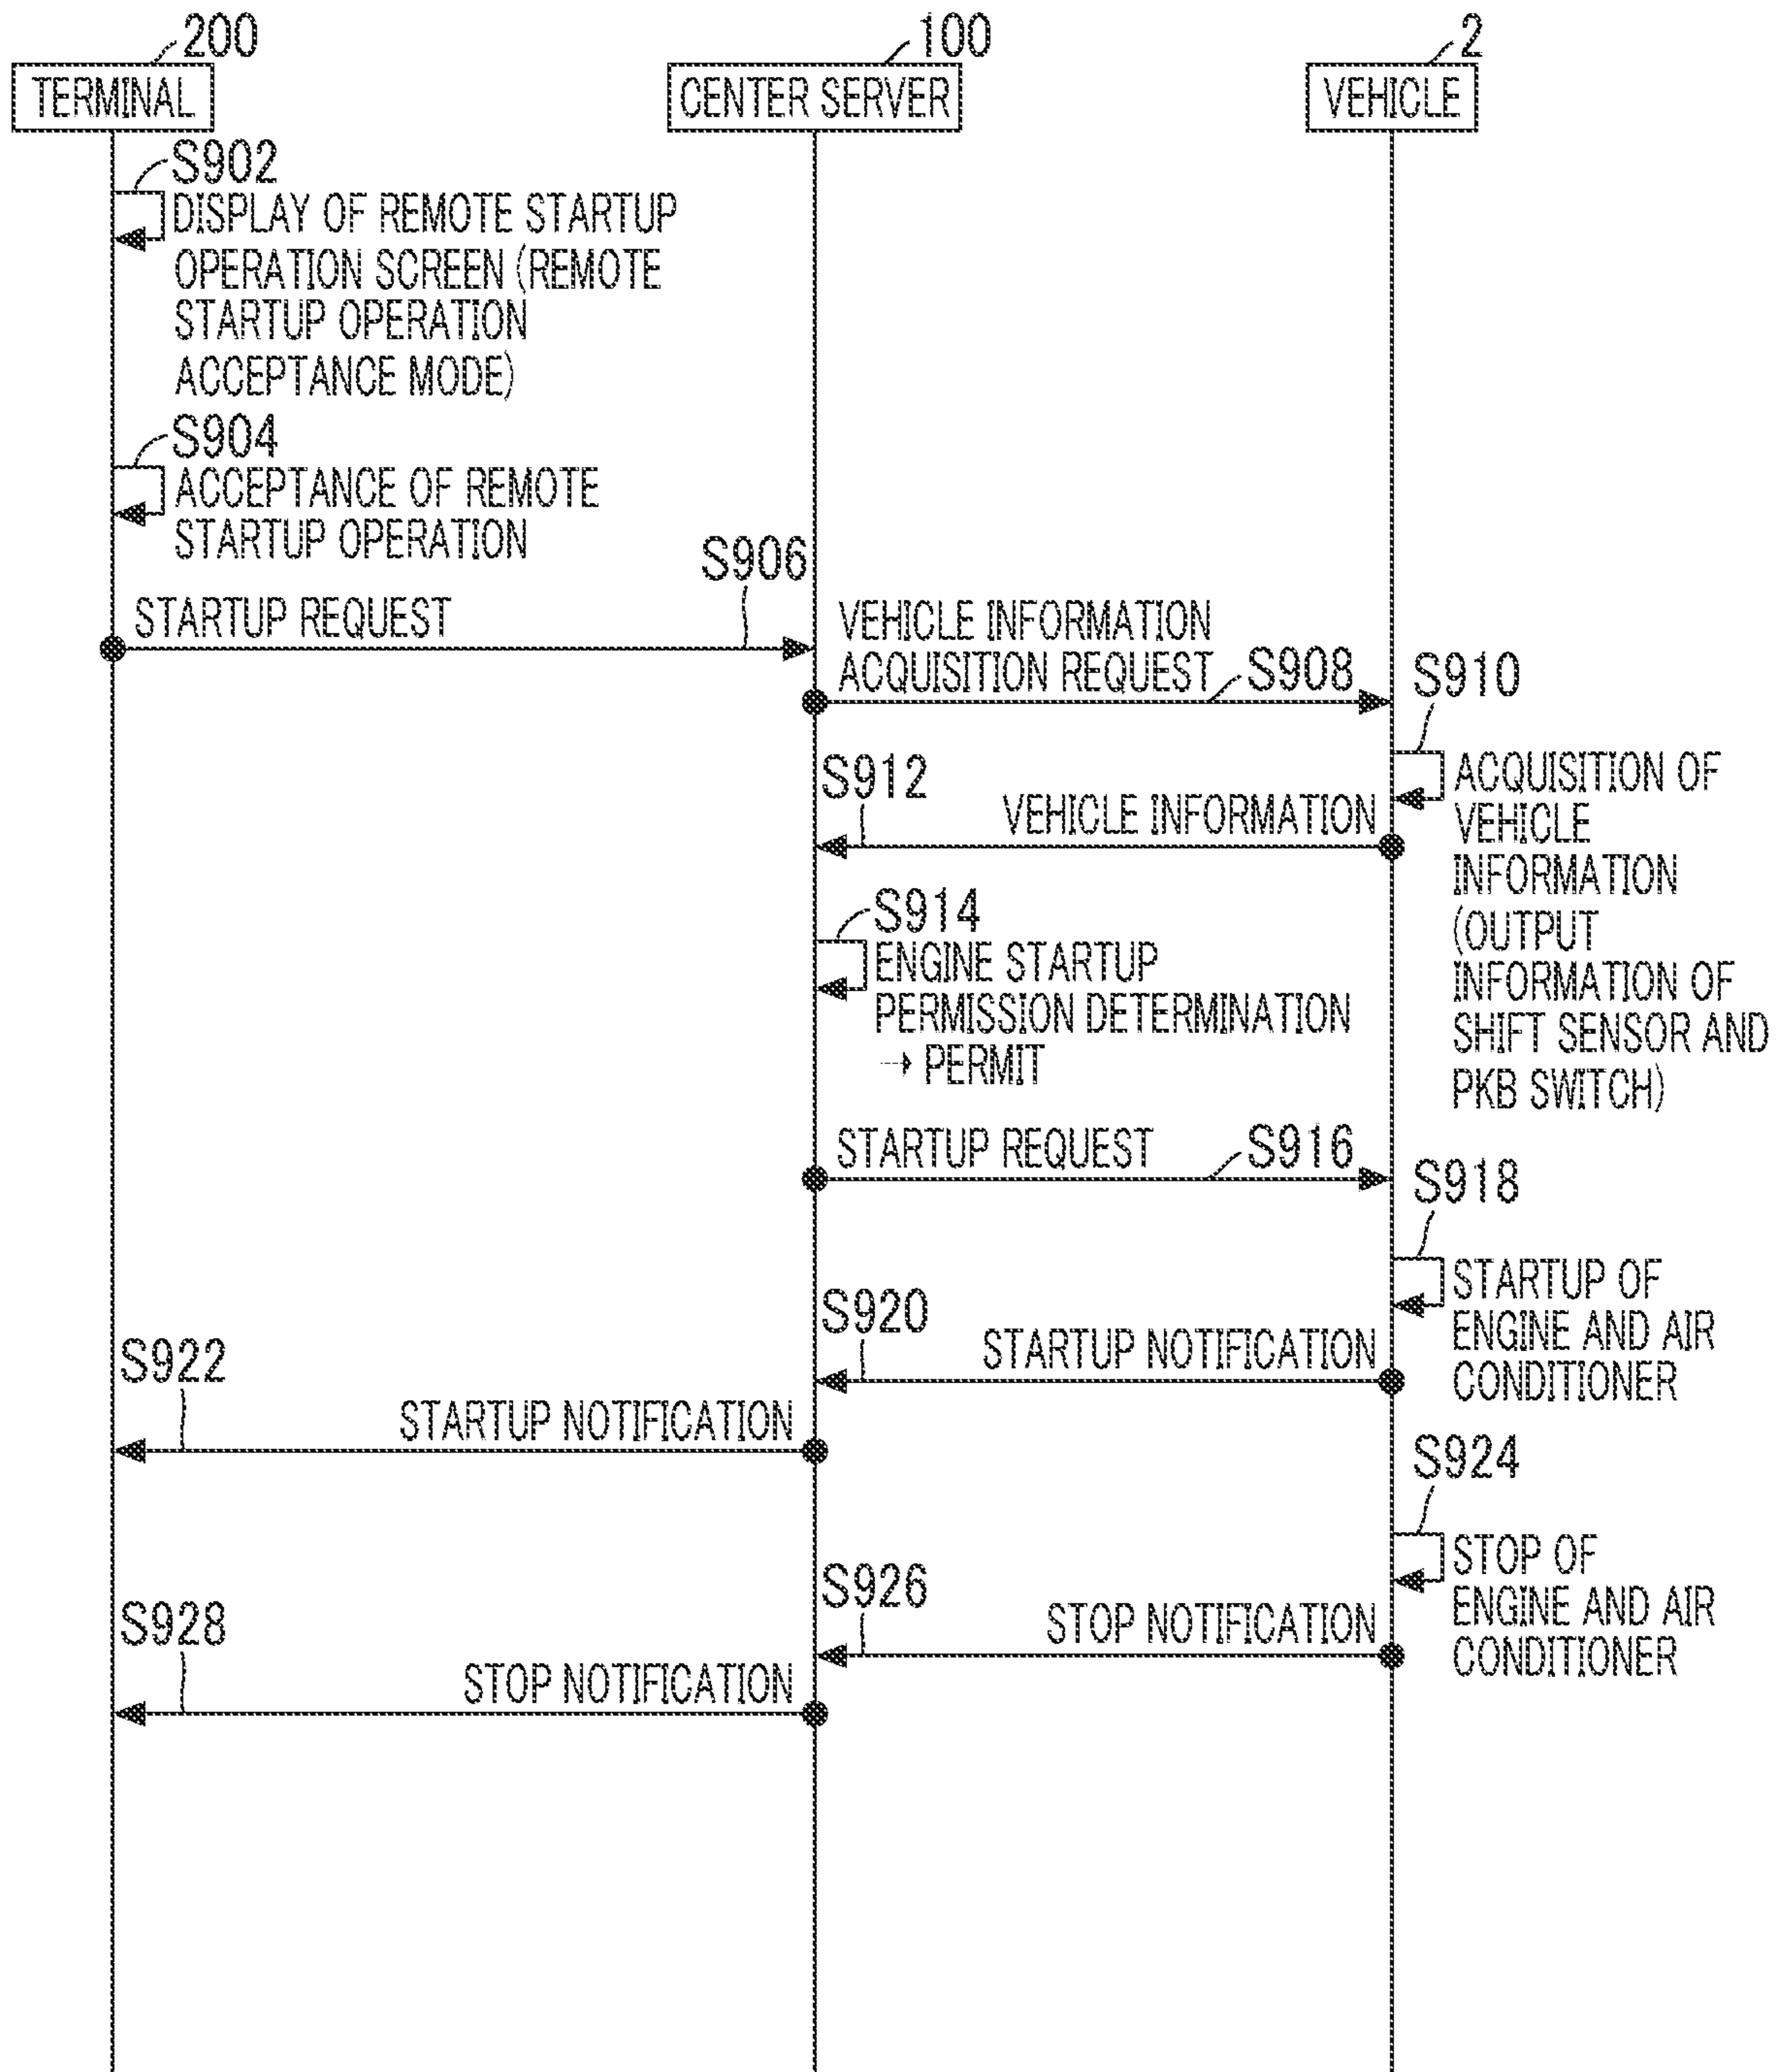 200
100
2
TERMINAL
CENTER SERVER
VEHICLE
S902
DISPLAY OF REMOTE STARTUP
OPERATION SCREEN (REMOTE
STARTUP OPERATION
ACCEPTANCE MODE)
S904
ACCEPTANCE OF REMOTE
STARTUP OPERATION
S906
STARTUP REQUEST
VEHICLE INFORMATION
ACQUISITION REQUEST
S908
S910
ACQUISITION OF
VEHICLE
INFORMATION
(OUTPUT
INFORMATION OF
SHIFT SENSOR AND
PKB SWITCH)
S912
VEHICLE INFORMATION
S914
ENGINE STARTUP
PERMISSION DETERMINATION
→ PERMIT
STARTUP REQUEST
S916
S918
STARTUP OF
ENGINE AND AIR
CONDITIONER
S920
STARTUP NOTIFICATION
S922
STARTUP NOTIFICATION
S924
STOP OF
ENGINE AND AIR
CONDITIONER
S926
STOP NOTIFICATION
S928
STOP NOTIFICATION